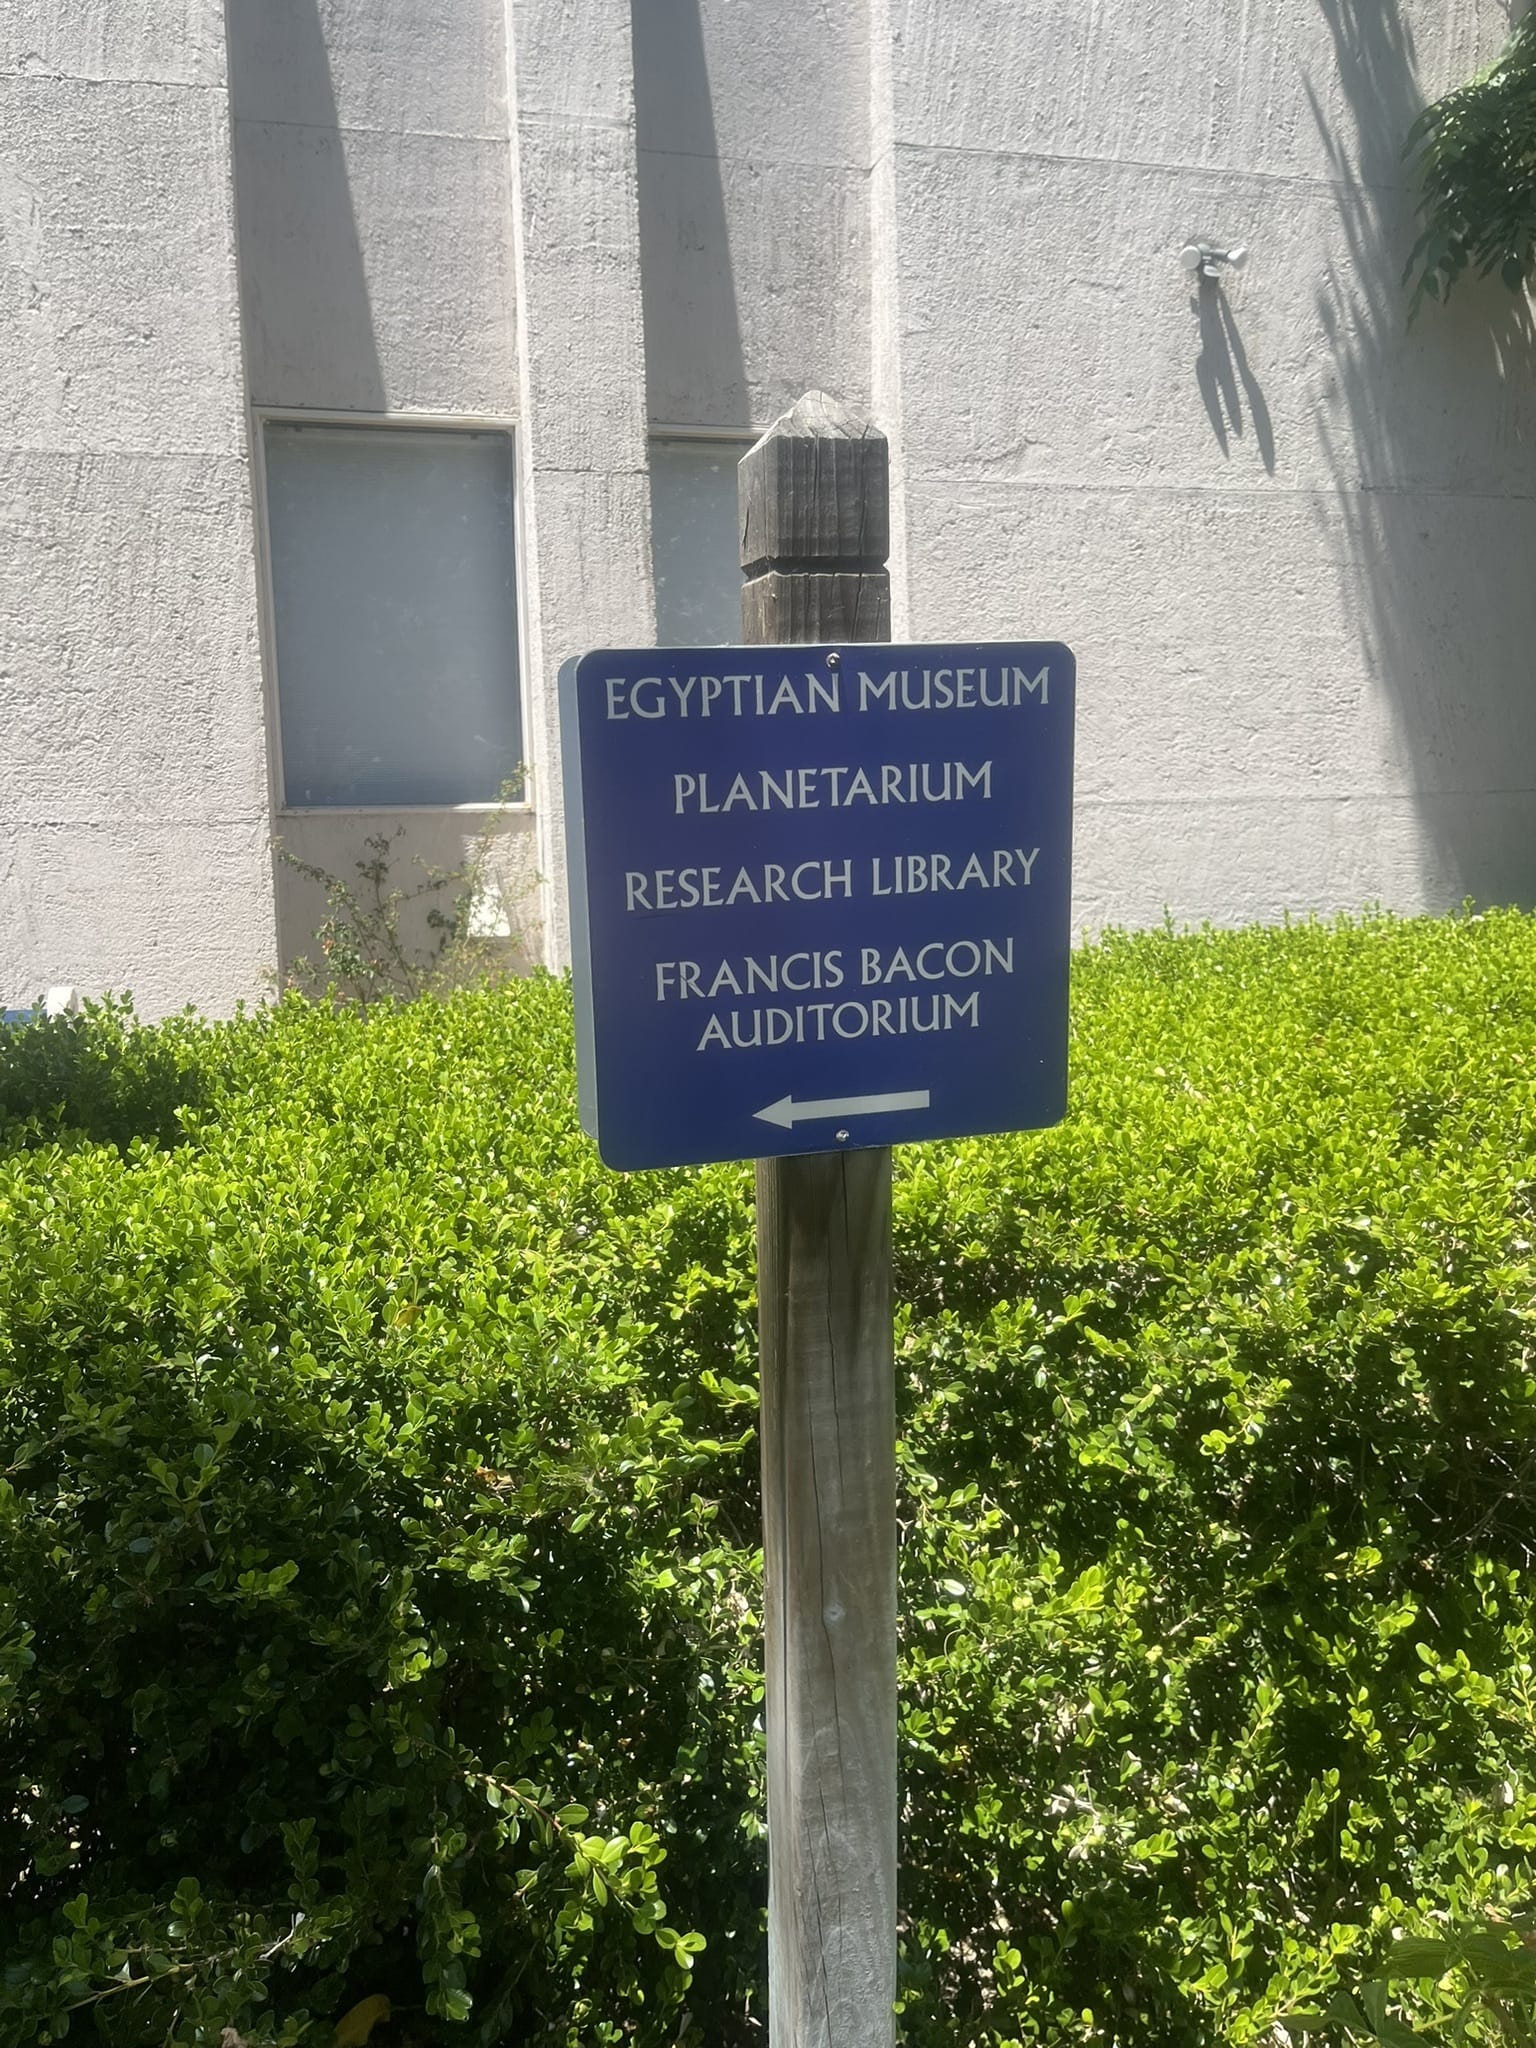 EGYPTIAN MUSEUM
PLANETARIUM
RESEARCH LIBRARY
FRANCIS BACON
AUDITORIUM